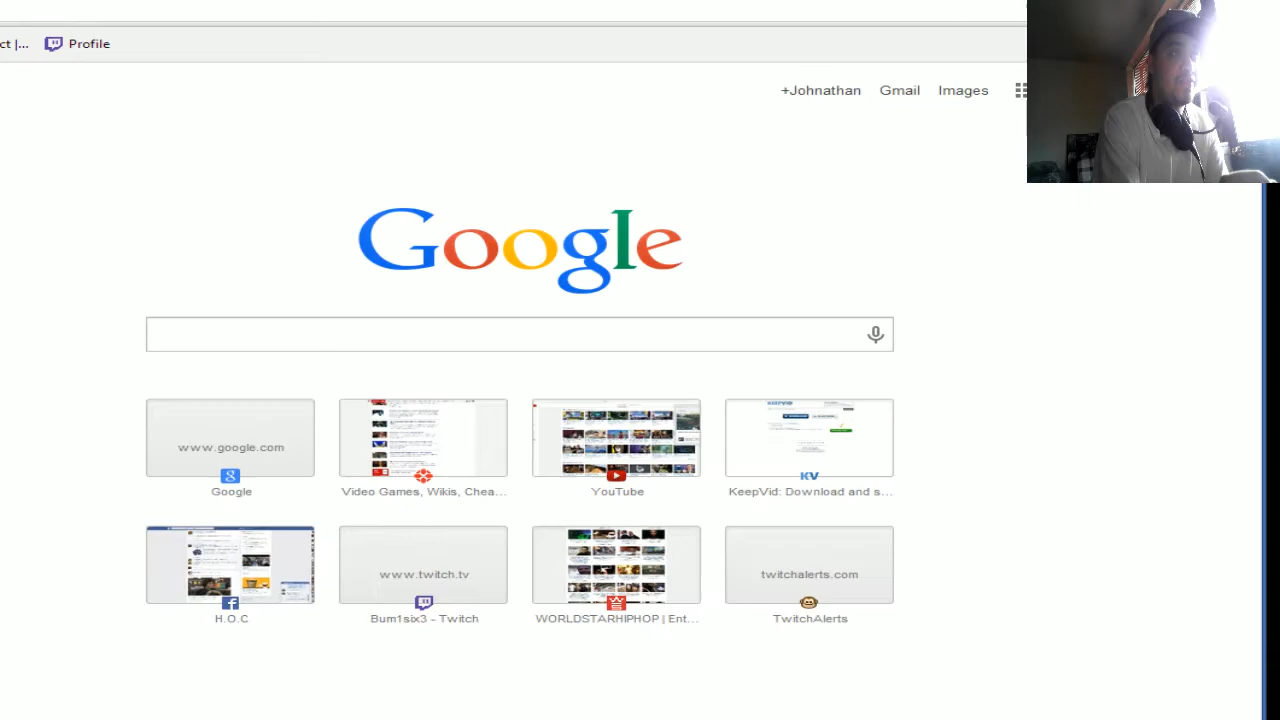 ct |... Profile
+Johnathan Gmail Images
Google
www.google.com
Google
Video Games, Wikis, Chea...
YouTube
KEEPVID
KV
KeepVid: Download and s...
H.O.C
www.twitch.tv
Bum1six3 - Twitch
WORLDSTARHIPHOP | Ent...
twitchalerts.com
TwitchAlerts